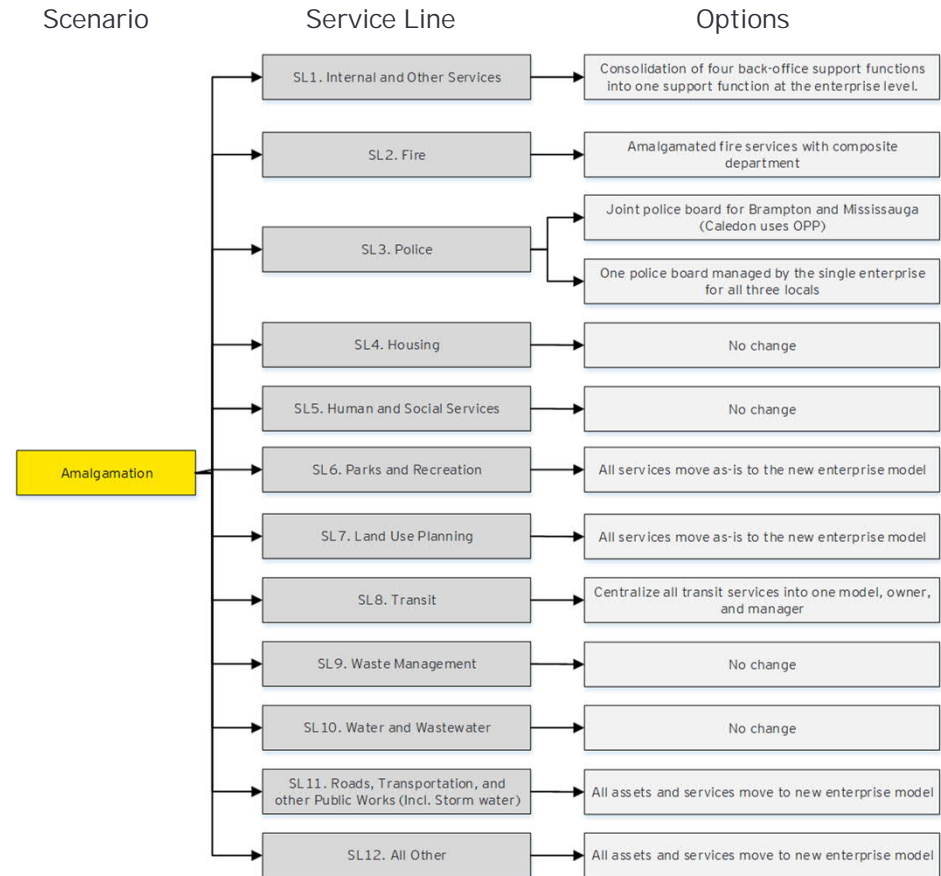 Scenario
Service Line
Options
SL1. Internal and Other Services
Consolidation of four back-office support functions
into one support function at the enterprise level.
SL2. Fire
Amalgamated fire services with composite
department
SL3. Police
Joint police board for Brampton and Mississauga
(Caledon uses OPP)
One police board managed by the single enterprise
for all three locals
SL4. Housing
No change
SL5. Human and Social Services
No change
Amalgamation
SL6. Parks and Recreation
All services move as-is to the new enterprise model
SL7. Land Use Planning
All services move as-is to the new enterprise model
SL8. Transit
Centralize all transit services into one model, owner,
and manager
SL9. Waste Management
No change
SL10. Water and Wastewater
No change
SL11. Roads, Transportation, and
other Public Works (Incl. Storm water)
All assets and services move to new enterprise model
SL12. All Other
All assets and services move to new enterprise model